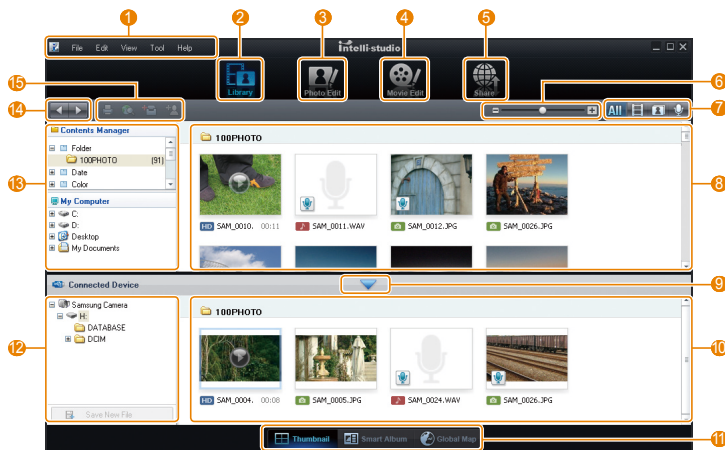 1 2 3 4 5
File Edit View Tool Help intelli-studio
Library Photo Edit Movie Edit Share
15 6
14 All 7
Contents Manager
Folder
100PHOTO (91)
Date
Color
13
My Computer
C:
D:
Desktop
My Documents
100PHOTO
HD SAM_0010. 00:11 SAM_0011.WAV SAM_0012.JPG SAM_0026.JPG
8
Connected Device 9
Samsung Camera
H:
DATABASE
DCIM
12
Save New File
100PHOTO
HD SAM_0004. 00:08 SAM_0005.JPG SAM_0024.WAV SAM_0026.JPG
10
Thumbnail Smart Album Global Map 11